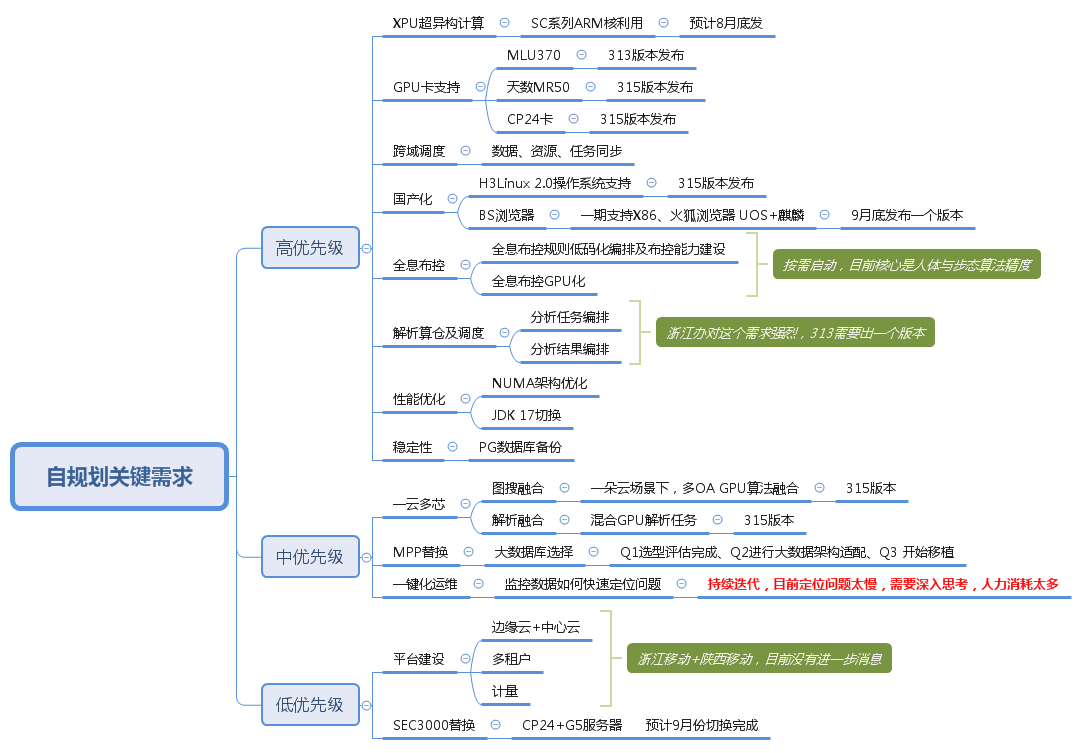 自规划关键需求
高优先级
XPU超异构计算
SC系列ARM核利用
预计8月底发
GPU卡支持
MLU370
313版本发布
天数MR50
315版本发布
CP24卡
315版本发布
跨域调度
数据、资源、任务同步
国产化
H3Linux 2.0操作系统支持
315版本发布
BS浏览器
一期支持X86、火狐浏览器 UOS+麒麟
9月底发布一个版本
全息布控
全息布控规则低码化编排及布控能力建设
全息布控GPU化
按需启动，目前核心是人体与步态算法精度
解析算仓及调度
分析任务编排
分析结果编排
浙江办对这个需求强烈，313需要出一个版本
性能优化
NUMA架构优化
JDK 17切换
稳定性
PG数据库备份
中优先级
一云多芯
图搜融合
一朵云场景下，多OA GPU算法融合
315版本
解析融合
混合GPU解析任务
315版本
MPP替换
大数据库选择
Q1选型评估完成、Q2进行大数据架构适配、Q3 开始移植
一键化运维
监控数据如何快速定位问题
持续迭代，目前定位问题太慢，需要深入思考，人力消耗太多
低优先级
平台建设
边缘云+中心云
多租户
计量
浙江移动+陕西移动，目前没有进一步消息
SEC3000替换
CP24+G5服务器 预计9月份切换完成